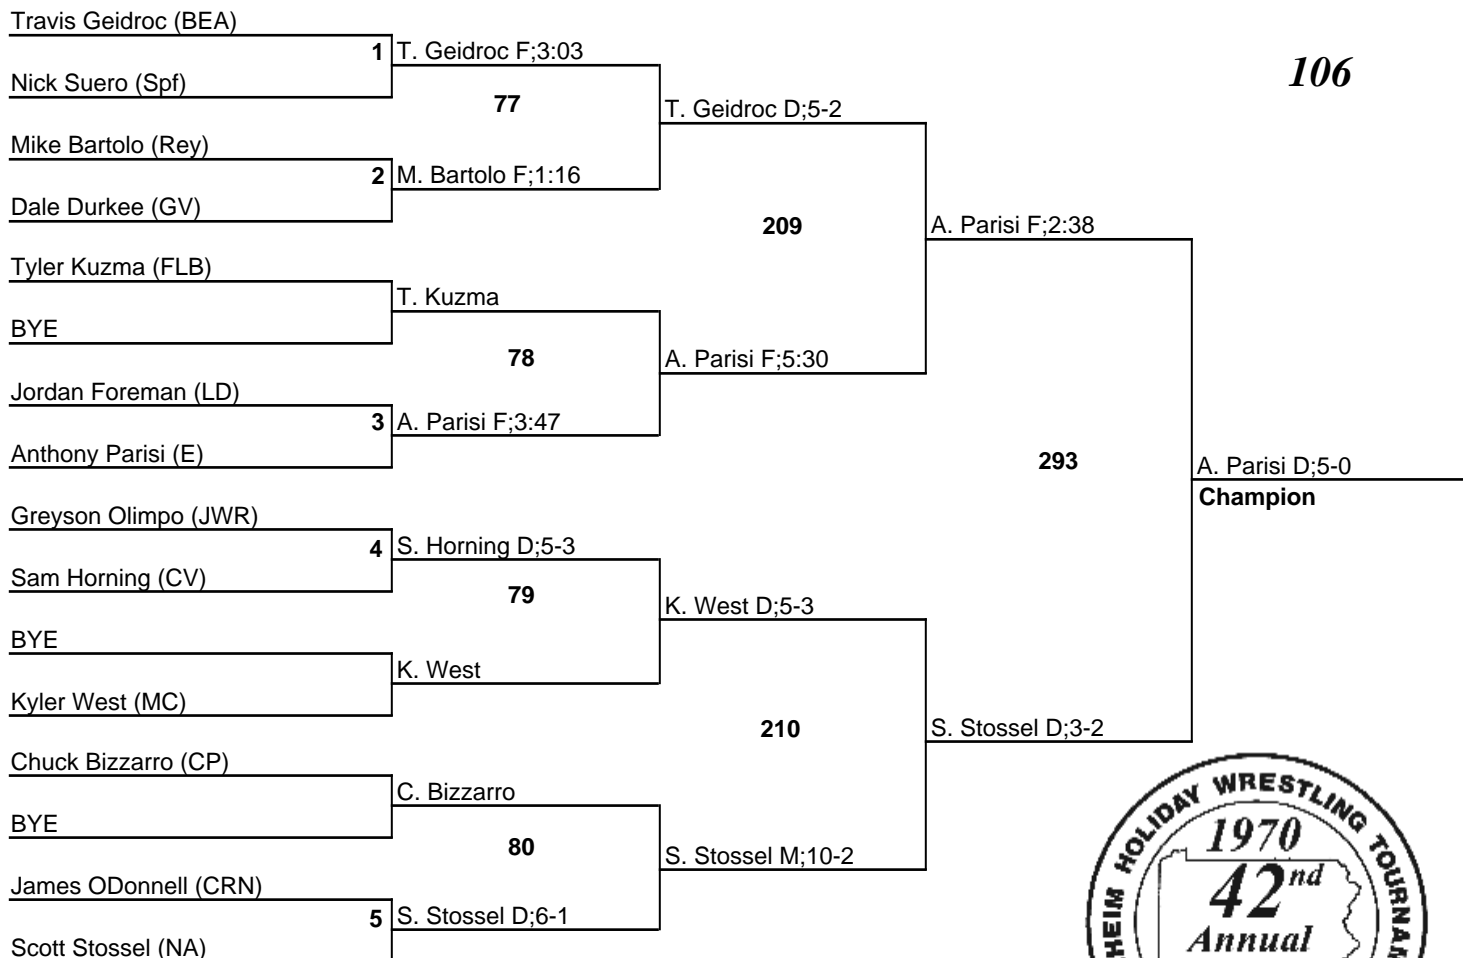 Travis Geidroc (BEA)
1 T. Geidroc F;3:03
106
Nick Suero (Spf)
77
T. Geidroc D;5-2
Mike Bartolo (Rey)
2 M. Bartolo F;1:16
Dale Durkee (GV)
209
A. Parisi F;2:38
Tyler Kuzma (FLB)
T. Kuzma
BYE
78
A. Parisi F;5:30
Jordan Foreman (LD)
3 A. Parisi F;3:47
Anthony Parisi (E)
293
A. Parisi D;5-0
Champion
Greyson Olimpo (JWR)
4 S. Horning D;5-3
Sam Horning (CV)
79
K. West D;5-3
BYE
K. West
Kyler West (MC)
210
S. Stossel D;3-2
Chuck Bizzarro (CP)
C. Bizzarro
BYE
80
S. Stossel M;10-2
James ODonnell (CRN)
5 S. Stossel D;6-1
Scott Stossel (NA)
HEIM HOLIDAY WRESTLING TOURNAM
1970
42nd
Annual